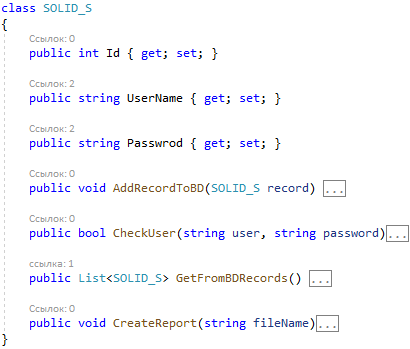 class SOLID_S
{
Ссылок: 0
public int Id { get; set; }
Ссылок: 2
public string UserName { get; set; }
Ссылок: 2
public string Passwrod { get; set; }
Ссылок: 0
public void AddRecordToBD(SOLID_S record) ...
Ссылок: 0
public bool CheckUser(string user, string password)...
ссылка: 1
public List<SOLID_S> GetFromBDRecords() ...
Ссылок: 0
public void CreateReport(string fileName)...
}